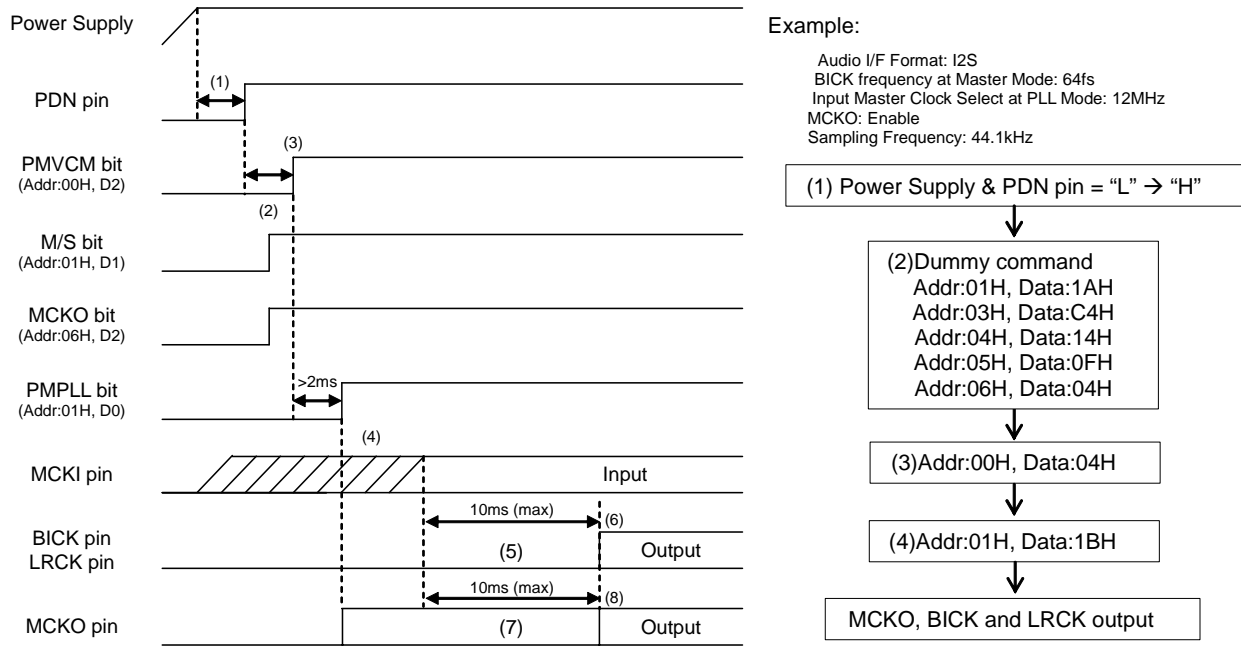 Power Supply
(1)
PDN pin
(3)
PMVCM bit
(Addr:00H, D2)
(2)
M/S bit
(Addr:01H, D1)
MCKO bit
(Addr:06H, D2)
>2ms
PMPLL bit
(Addr:01H, D0)
(4)
MCKI pin
Input
10ms (max)
(6)
BICK pin
LRCK pin
(5)
Output
10ms (max)
(8)
MCKO pin
(7)
Output
Example:
Audio I/F Format: I2S
BICK frequency at Master Mode: 64fs
Input Master Clock Select at PLL Mode: 12MHz
MCKO: Enable
Sampling Frequency: 44.1kHz
(1) Power Supply & PDN pin = “L” → “H”
(2)Dummy command
Addr:01H, Data:1AH
Addr:03H, Data:C4H
Addr:04H, Data:14H
Addr:05H, Data:0FH
Addr:06H, Data:04H
(3)Addr:00H, Data:04H
(4)Addr:01H, Data:1BH
MCKO, BICK and LRCK output